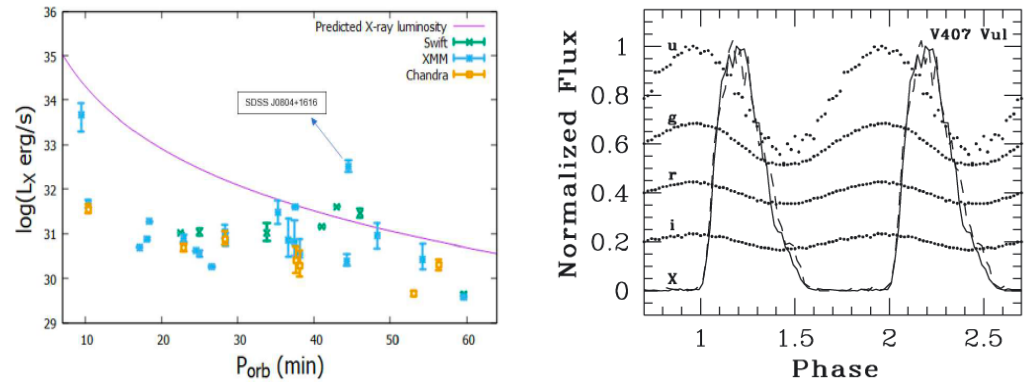 36
35
34
33
32
31
30
29
log(Lx erg/s)
Predicted X-ray luminosity
Swift
XMM
Chandra
SDSS J0804+1616
10
20
30
40
50
60
Porb (min)
V407 Vul
1
0.8
0.6
0.4
0.2
0
Normalized Flux
u
g
r
i
X
1
1.5
2
2.5
Phase